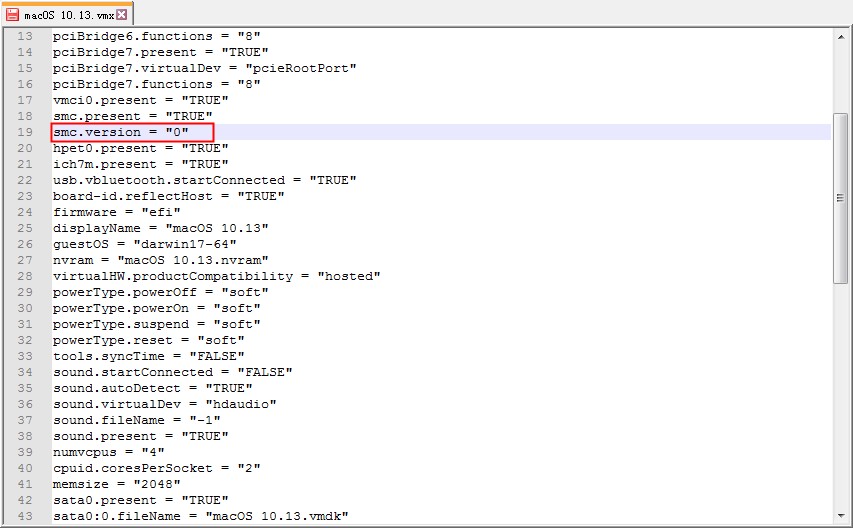 macOS 10.13.vmx
13 pciBridge6.functions = "8"
14 pciBridge7.present = "TRUE"
15 pciBridge7.virtualDev = "pcieRootPort"
16 pciBridge7.functions = "8"
17 vmci0.present = "TRUE"
18 smc.present = "TRUE"
19 smc.version = "0"
20 hpet0.present = "TRUE"
21 ich7m.present = "TRUE"
22 usb.vbluetooth.startConnected = "TRUE"
23 board-id.reflectHost = "TRUE"
24 firmware = "efi"
25 displayName = "macOS 10.13"
26 guestOS = "darwin17-64"
27 nvram = "macOS 10.13.nvram"
28 virtualHW.productCompatibility = "hosted"
29 powerType.powerOff = "soft"
30 powerType.powerOn = "soft"
31 powerType.suspend = "soft"
32 powerType.reset = "soft"
33 tools.syncTime = "FALSE"
34 sound.startConnected = "FALSE"
35 sound.autoDetect = "TRUE"
36 sound.virtualDev = "hdaudio"
37 sound.fileName = "-1"
38 sound.present = "TRUE"
39 numvcpus = "4"
40 cpuid.coresPerSocket = "2"
41 memsize = "2048"
42 sata0.present = "TRUE"
43 sata0:0.fileName = "macOS 10.13.vmdk"